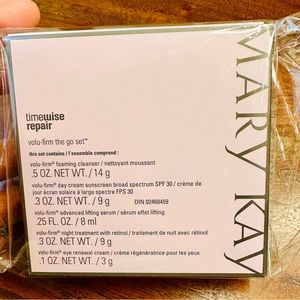 MARY KAY
timewise
repair
volu-firm® the go set™
this set contains / l'ensemble comprend :
volu-firm® foaming cleanser / nettoyant moussant
.5 OZ. NET WT. / 14 g
volu-firm® day cream sunscreen broad spectrum SPF 30 / crème de
jour écran solaire à large spectre FPS 30
.3 OZ. NET WT. / 9 g DIN 02460459
volu-firm® advanced lifting serum / sérum effet lifting
.25 FL. OZ. / 8 ml
volu-firm® night treatment with retinol / traitement de nuit avec rétinol
.3 OZ. NET WT. / 9 g
volu-firm® eye renewal cream / crème régénératrice pour les yeux
.1 OZ. NET WT. / 3 g